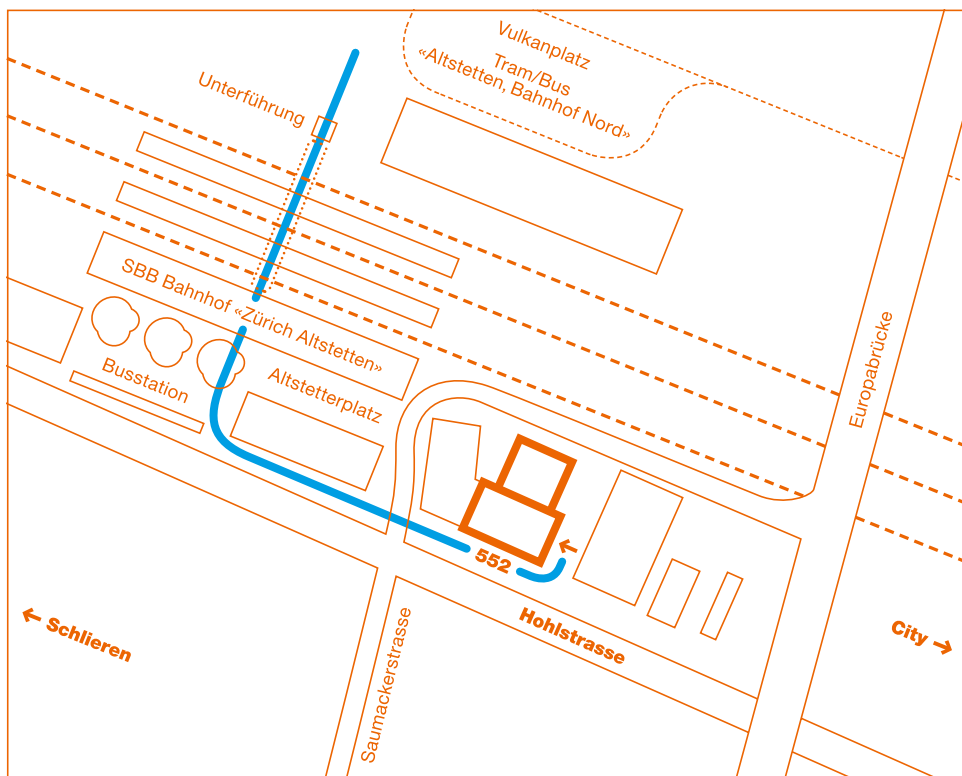 Vulkanplatz
Tram/Bus
«Altstetten, Bahnhof Nord»
Unterführung
SBB Bahnhof «Zürich Altstetten»
Busstation
Altstetterplatz
Europabrücke
552
Hohlstrasse
← Schlieren
City →
Saumackerstrasse